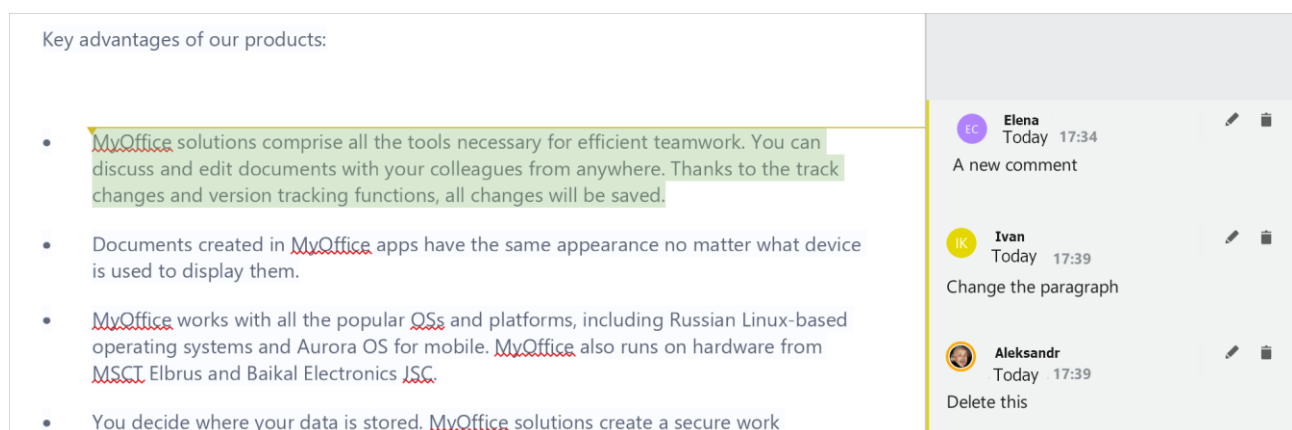 Key advantages of our products:
• MyOffice solutions comprise all the tools necessary for efficient teamwork. You can
discuss and edit documents with your colleagues from anywhere. Thanks to the track
changes and version tracking functions, all changes will be saved.
• Documents created in MyOffice apps have the same appearance no matter what device
is used to display them.
• MyOffice works with all the popular OSs and platforms, including Russian Linux-based
operating systems and Aurora OS for mobile. MyOffice also runs on hardware from
MSCT Elbrus and Baikal Electronics JSC.
• You decide where your data is stored. MyOffice solutions create a secure work
EC
Elena
Today 17:34
A new comment
IK
Ivan
Today 17:39
Change the paragraph
Aleksandr
Today 17:39
Delete this